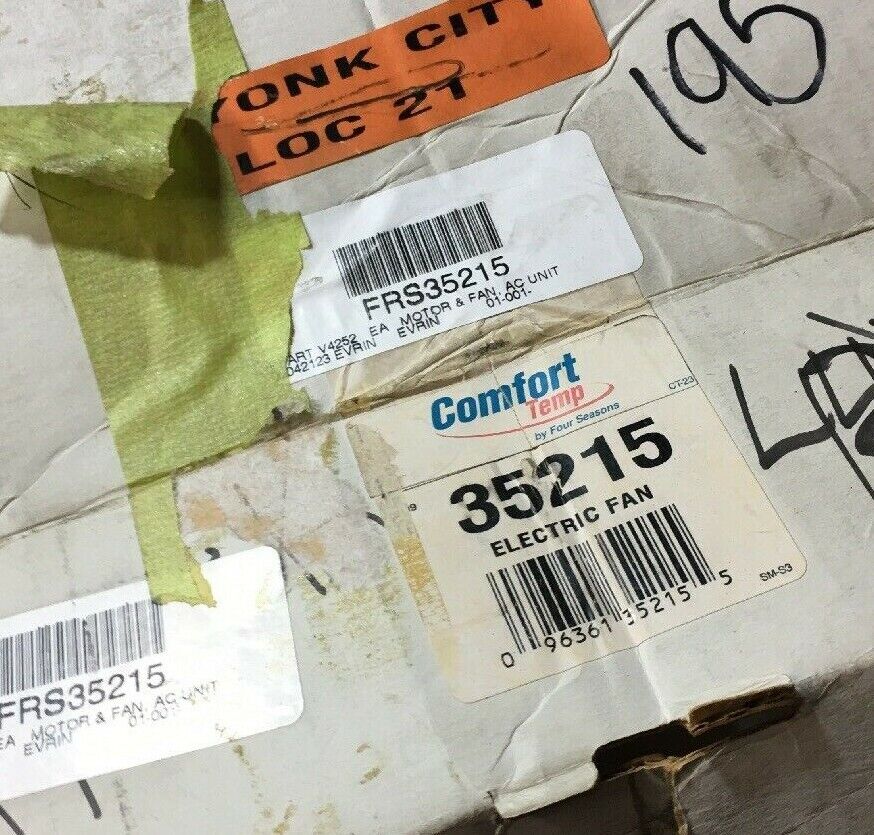 YONK CITY
LOC 21
195
FRS35215
EA MOTOR & FAN, AC UNIT
V4252 EVRIN 01-001-
042123 EVRIN
Comfort
Temp
by Four Seasons
CT-23
35215
ELECTRIC FAN
0 96361 35215 5
SM-S3
FRS35215
EA MOTOR & FAN, AC UNIT
EVRIN 01-001-